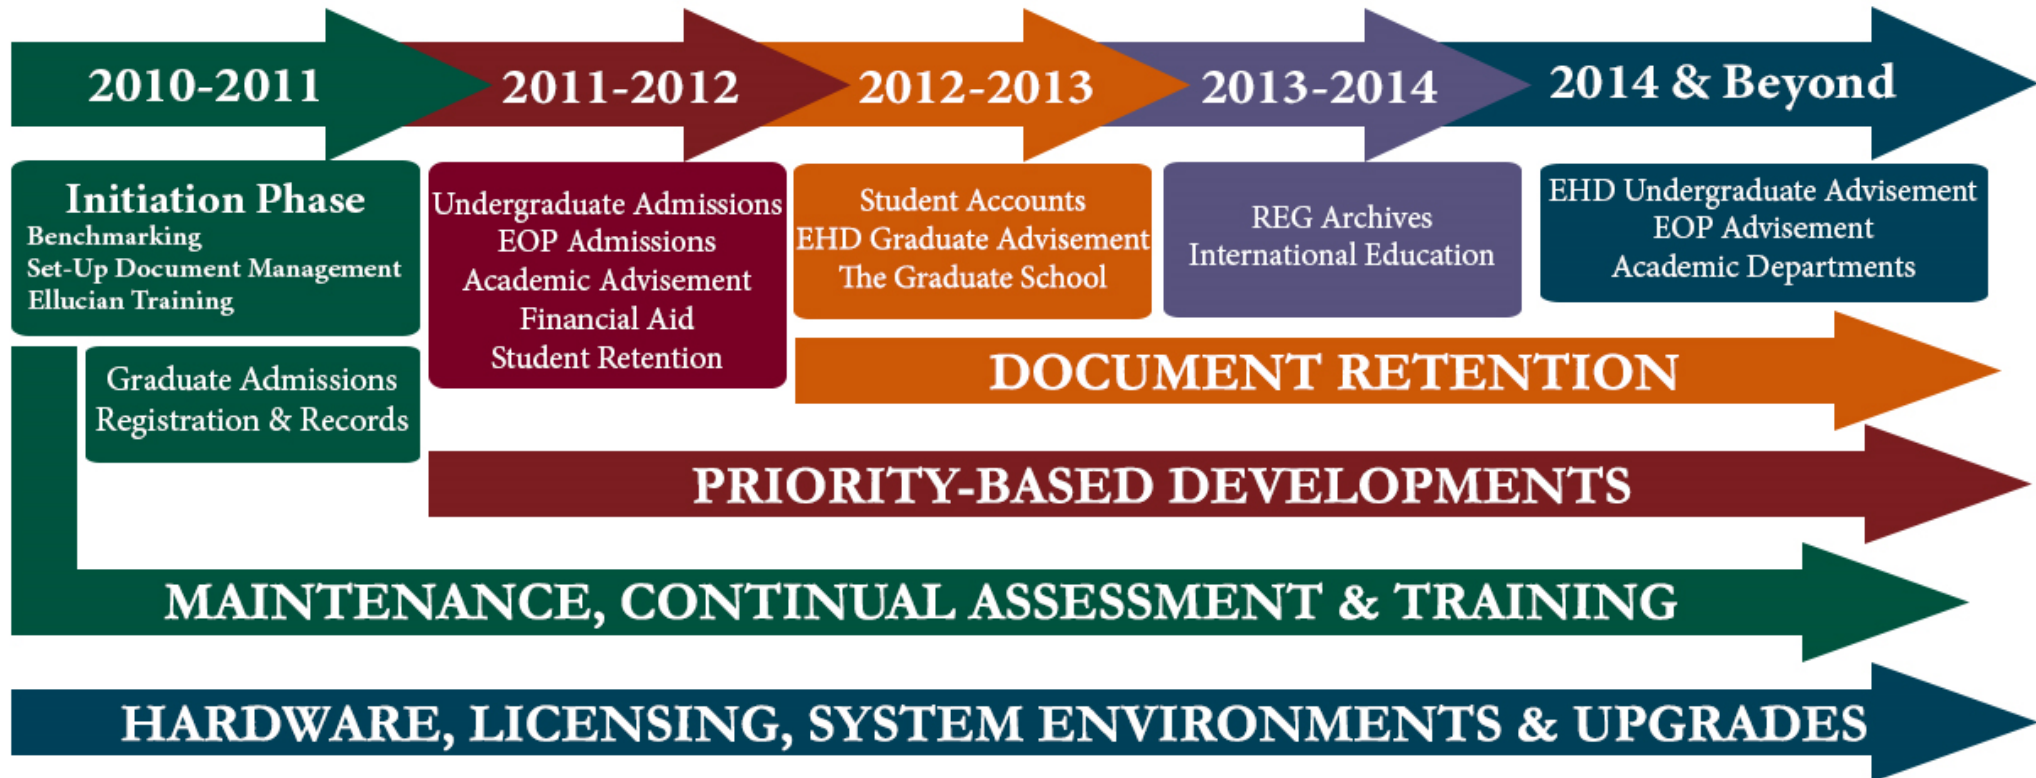 2010-2011
2011-2012
2012-2013
2013-2014
2014 & Beyond
Initiation Phase
Benchmarking
Set-Up Document Management
Ellucian Training
Graduate Admissions
Registration & Records
Undergraduate Admissions
EOP Admissions
Academic Advisement
Financial Aid
Student Retention
Student Accounts
EHD Graduate Advisement
The Graduate School
REG Archives
International Education
EHD Undergraduate Advisement
EOP Advisement
Academic Departments
DOCUMENT RETENTION
PRIORITY-BASED DEVELOPMENTS
MAINTENANCE, CONTINUAL ASSESSMENT & TRAINING
HARDWARE, LICENSING, SYSTEM ENVIRONMENTS & UPGRADES